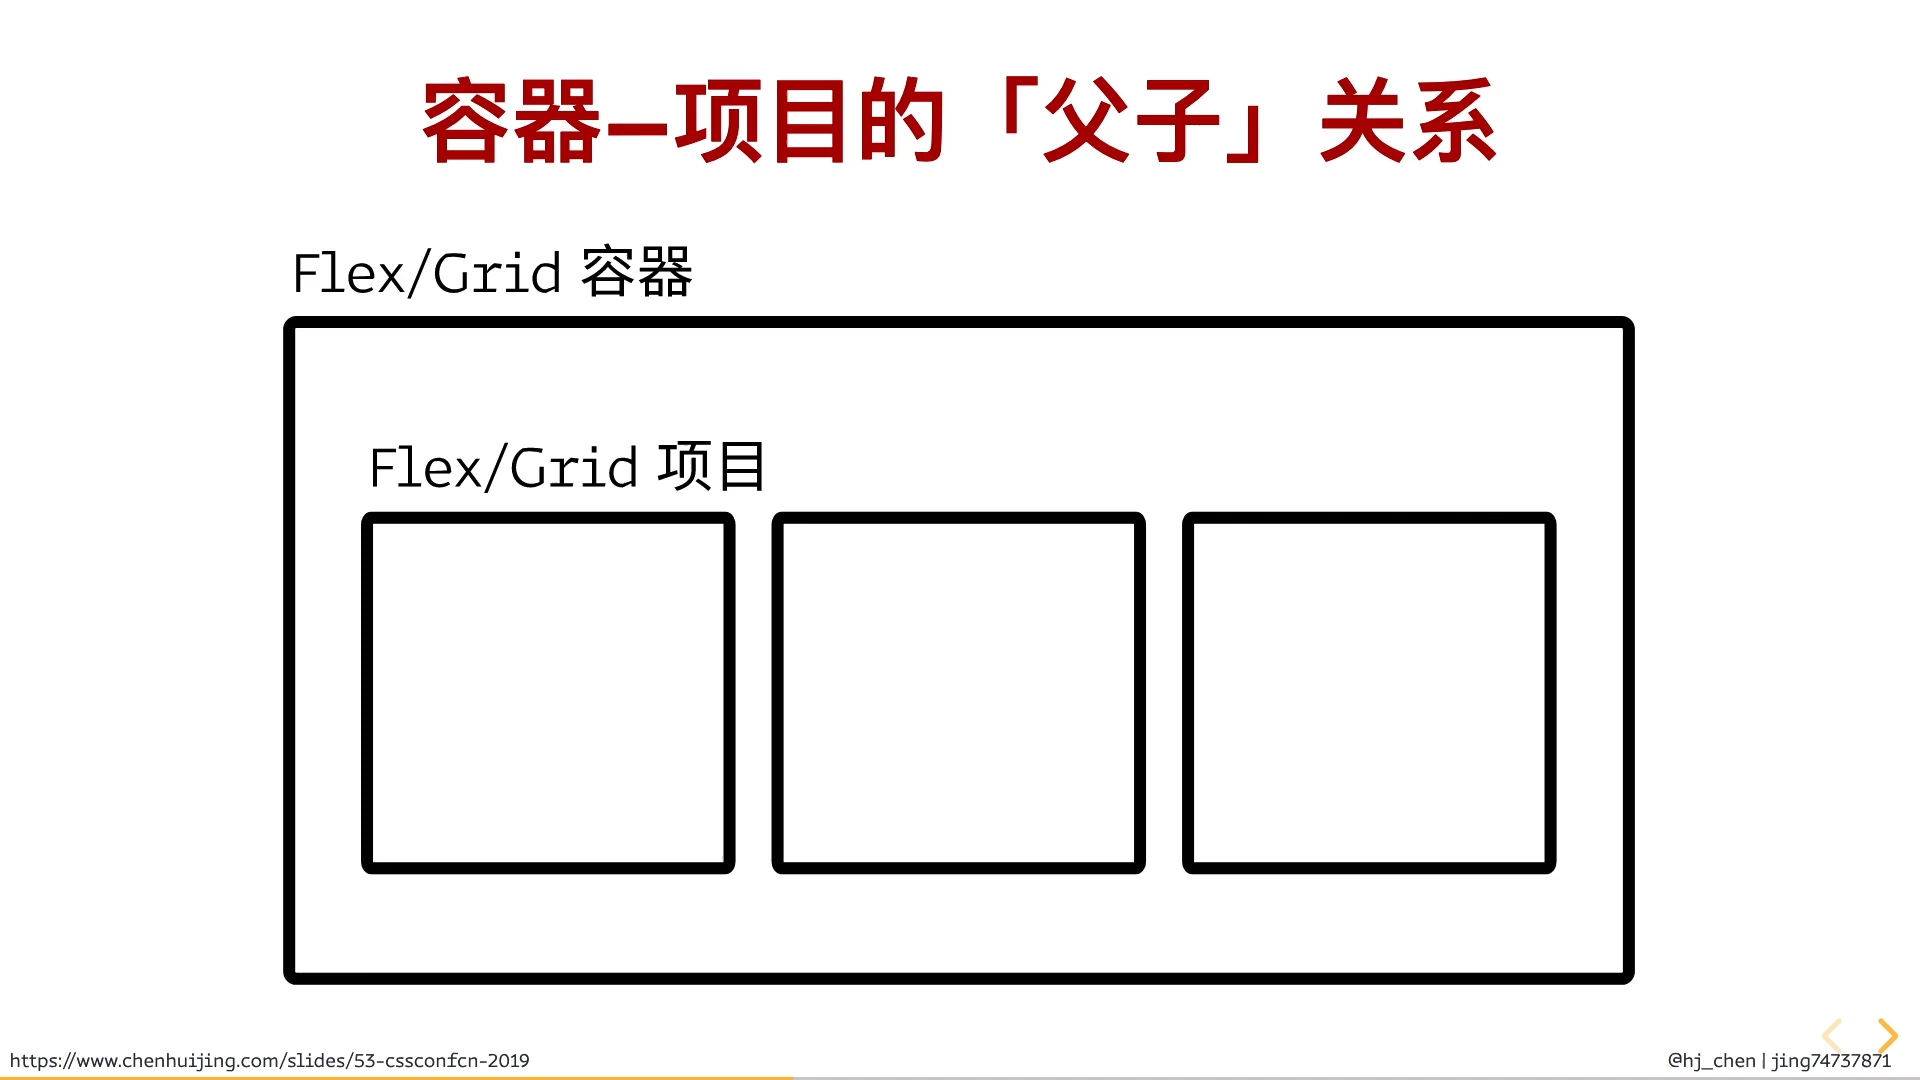 容器—项目的「父子」关系
Flex/Grid 容器
Flex/Grid 项目
https://www.chenhuijing.com/slides/53-cssconfcn-2019
@hj_chen | jing74737871